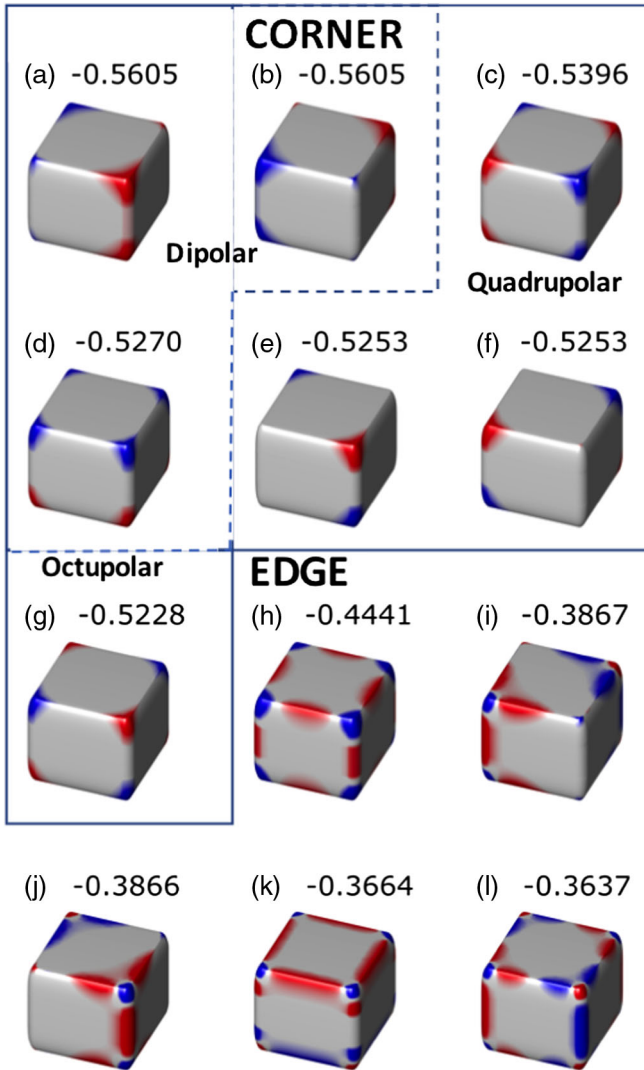 CORNER
(a) -0.5605
(b) -0.5605
(c) -0.5396
Dipolar
Quadrupolar
(d) -0.5270
(e) -0.5253
(f) -0.5253
Octupolar
EDGE
(g) -0.5228
(h) -0.4441
(i) -0.3867
(j) -0.3866
(k) -0.3664
(l) -0.3637